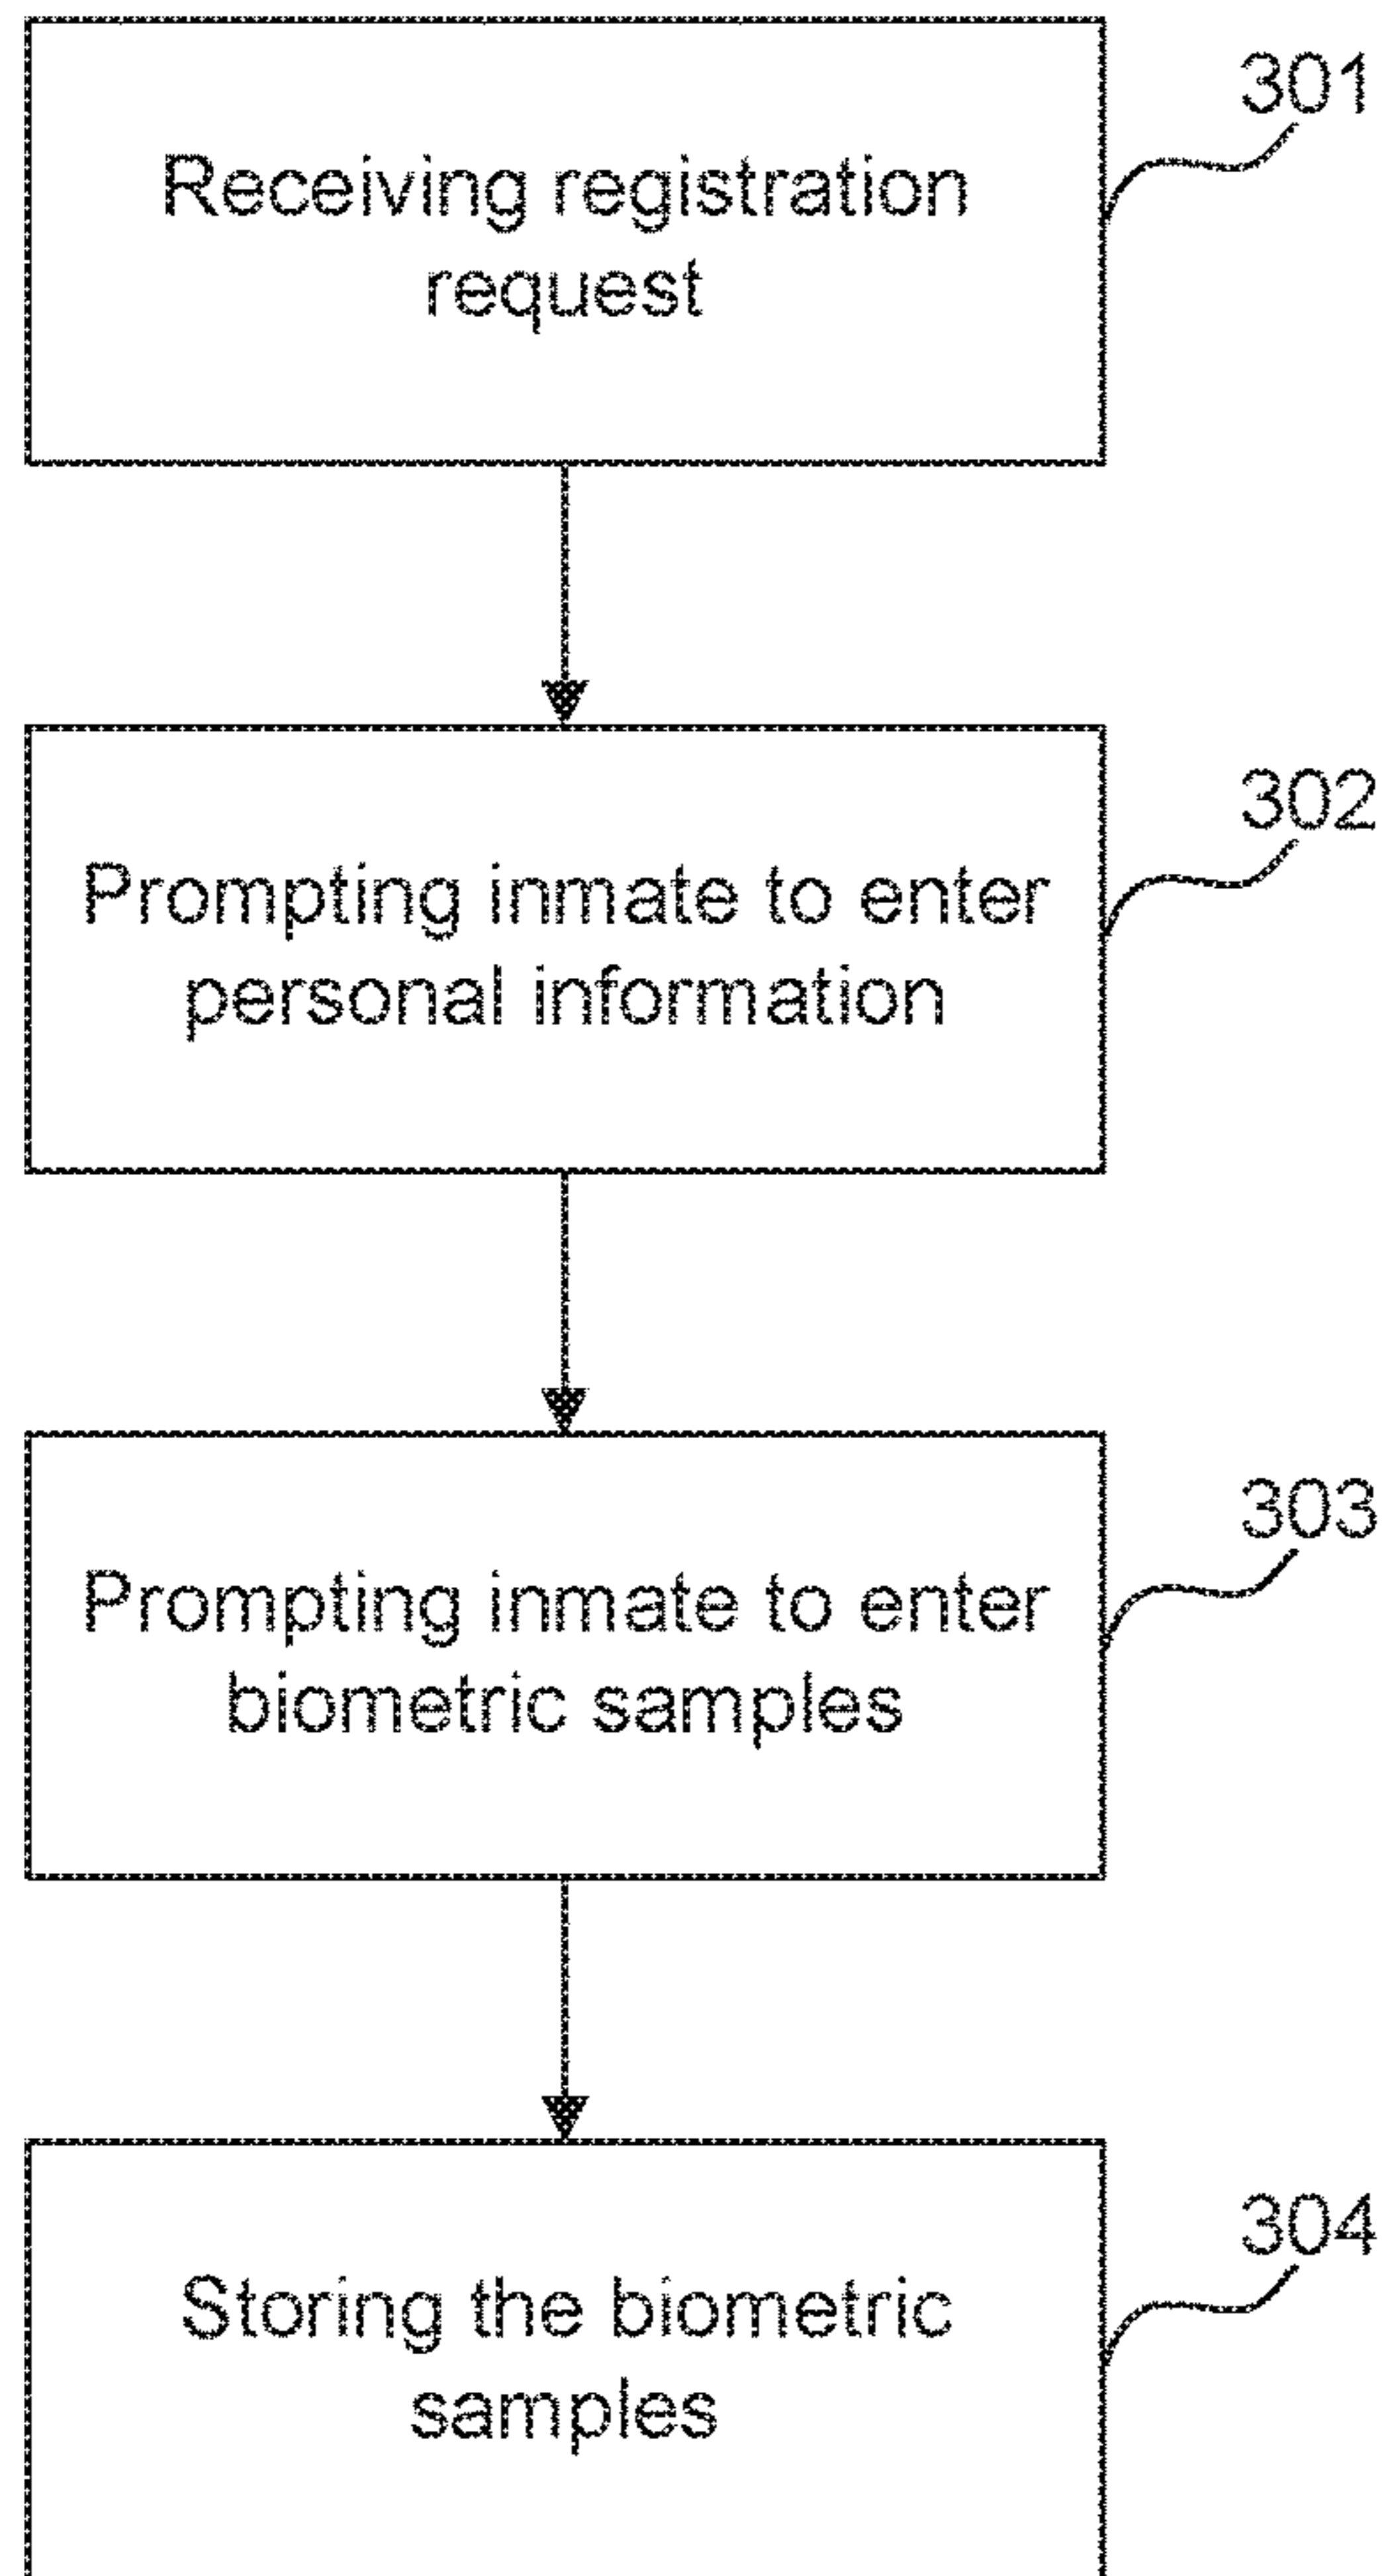 301
Receiving registration
request
302
Prompting inmate to enter
personal information
303
Prompting inmate to enter
biometric samples
304
Storing the biometric
samples